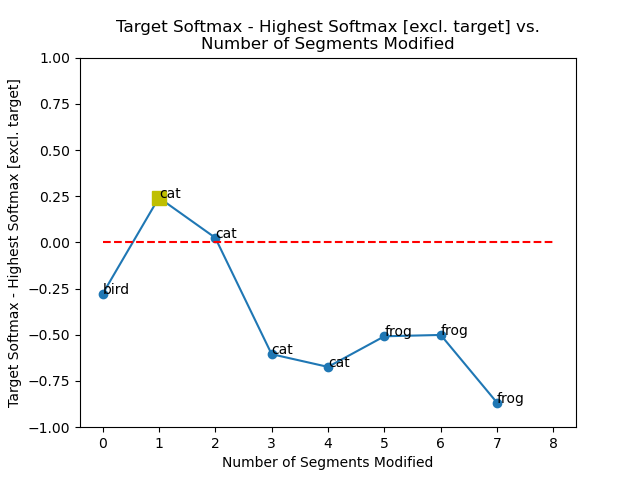 Target Softmax - Highest Softmax [excl. target] vs.
Number of Segments Modified
Target Softmax - Highest Softmax [excl. target]
1.00
0.75
0.50
0.25
0.00
−0.25
−0.50
−0.75
−1.00
bird
cat
cat
cat
cat
frog
frog
frog
0 1 2 3 4 5 6 7 8
Number of Segments Modified